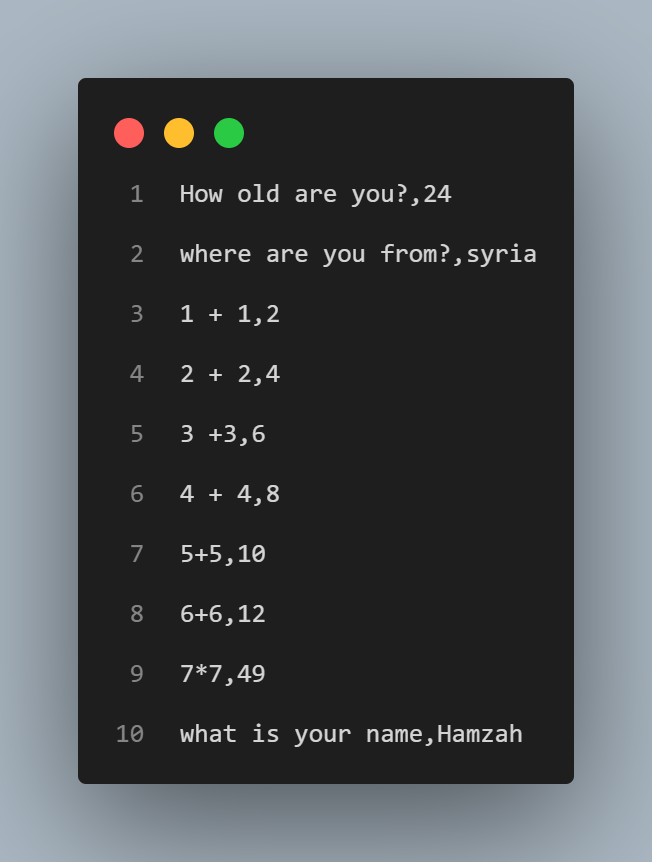 1 How old are you?,24
2 where are you from?,syria
3 1 + 1,2
4 2 + 2,4
5 3 +3,6
6 4 + 4,8
7 5+5,10
8 6+6,12
9 7*7,49
10 what is your name,Hamzah